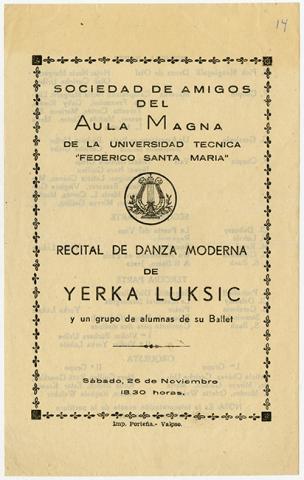 14
SOCIEDAD DE AMIGOS
DEL
AULA MAGNA
DE LA UNIVERSIDAD TECNICA
"FEDERICO SANTA MARIA"
RECITAL DE DANZA MODERNA
DE
YERKA LUKSIC
y un grupo de alumnas de su Ballet
Sábado, 26 de Noviembre
18.30 horas.
Imp. Porteña.- Valpso.